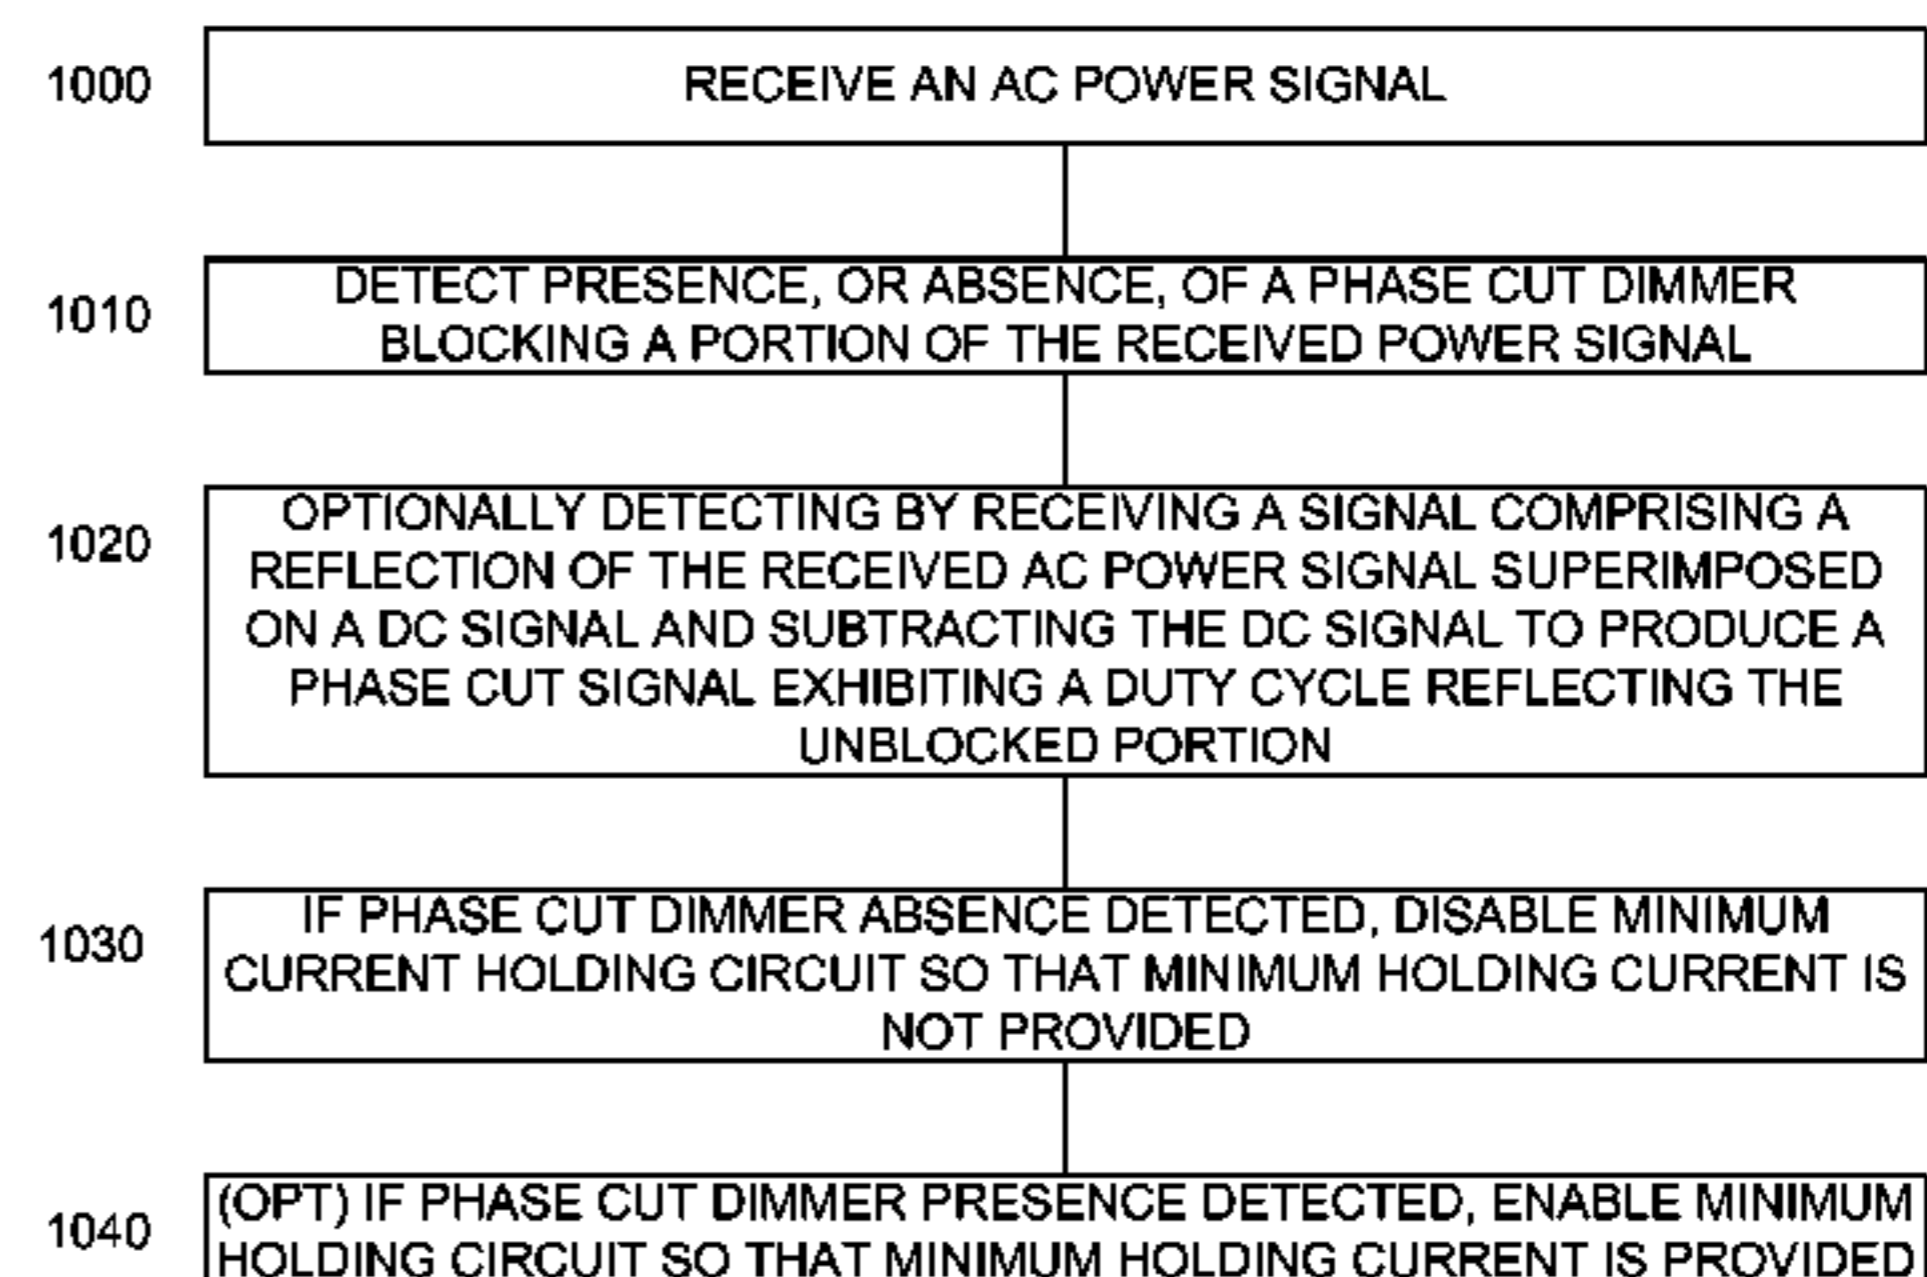 1000
RECEIVE AN AC POWER SIGNAL
1010
DETECT PRESENCE, OR ABSENCE, OF A PHASE CUT DIMMER
BLOCKING A PORTION OF THE RECEIVED POWER SIGNAL
1020
OPTIONALLY DETECTING BY RECEIVING A SIGNAL COMPRISING A
REFLECTION OF THE RECEIVED AC POWER SIGNAL SUPERIMPOSED
ON A DC SIGNAL AND SUBTRACTING THE DC SIGNAL TO PRODUCE A
PHASE CUT SIGNAL EXHIBITING A DUTY CYCLE REFLECTING THE
UNBLOCKED PORTION
1030
IF PHASE CUT DIMMER ABSENCE DETECTED, DISABLE MINIMUM
CURRENT HOLDING CIRCUIT SO THAT MINIMUM HOLDING CURRENT IS
NOT PROVIDED
1040
(OPT) IF PHASE CUT DIMMER PRESENCE DETECTED, ENABLE MINIMUM
HOLDING CIRCUIT SO THAT MINIMUM HOLDING CURRENT IS PROVIDED